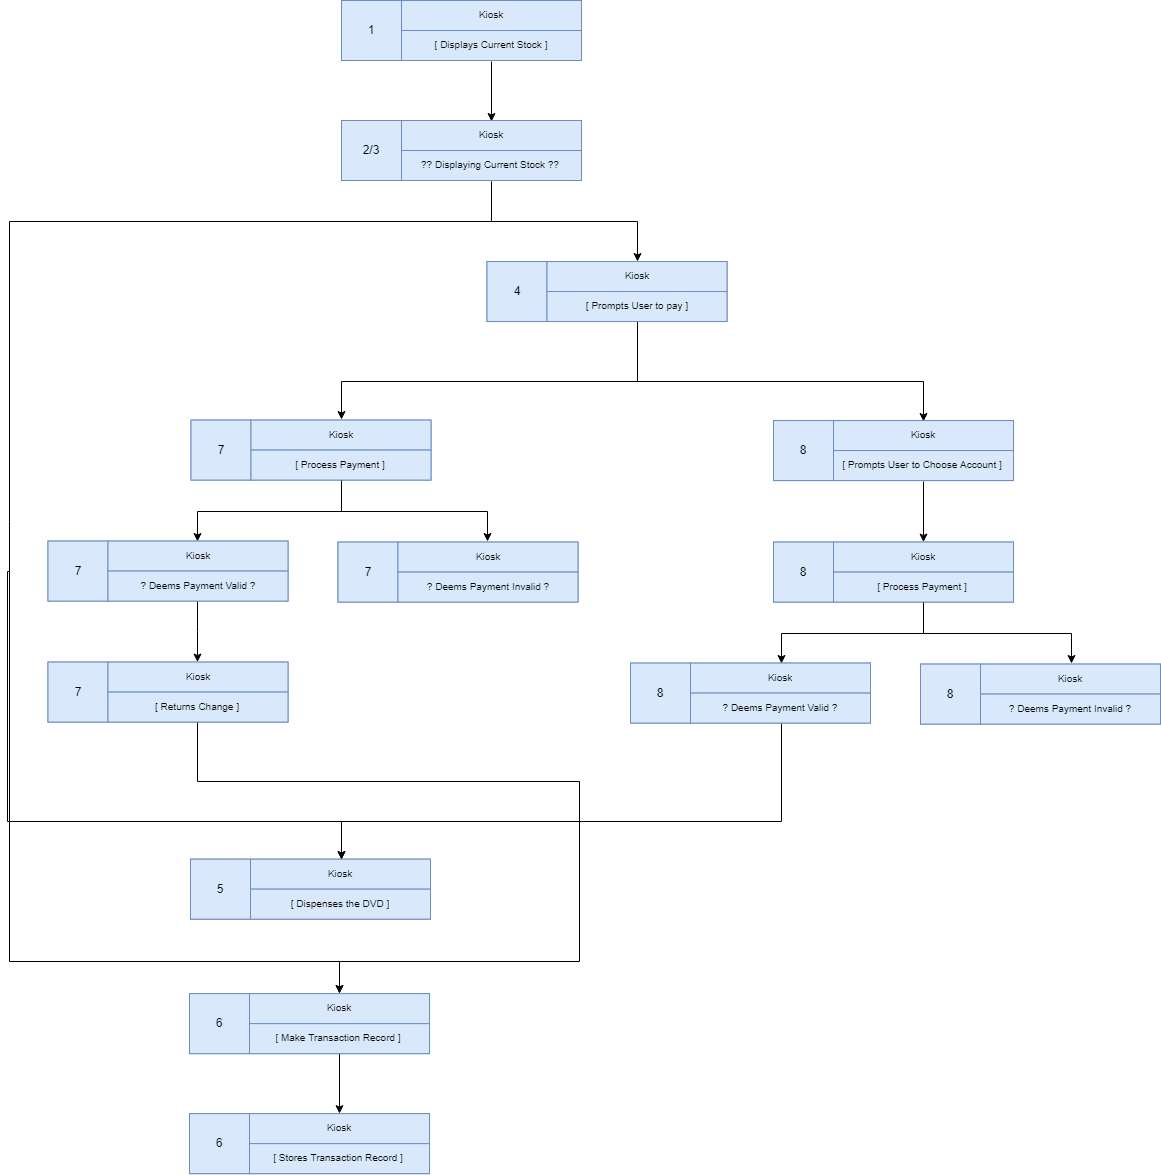 1
Kiosk
[ Displays Current Stock ]
2/3
Kiosk
?? Displaying Current Stock ??
4
Kiosk
[ Prompts User to pay ]
7
Kiosk
[ Process Payment ]
8
Kiosk
[ Prompts User to Choose Account ]
7
Kiosk
? Deems Payment Valid ?
7
Kiosk
? Deems Payment Invalid ?
8
Kiosk
[ Process Payment ]
7
Kiosk
[ Returns Change ]
8
Kiosk
? Deems Payment Valid ?
8
Kiosk
? Deems Payment Invalid ?
5
Kiosk
[ Dispenses the DVD ]
6
Kiosk
[ Make Transaction Record ]
6
Kiosk
[ Stores Transaction Record ]